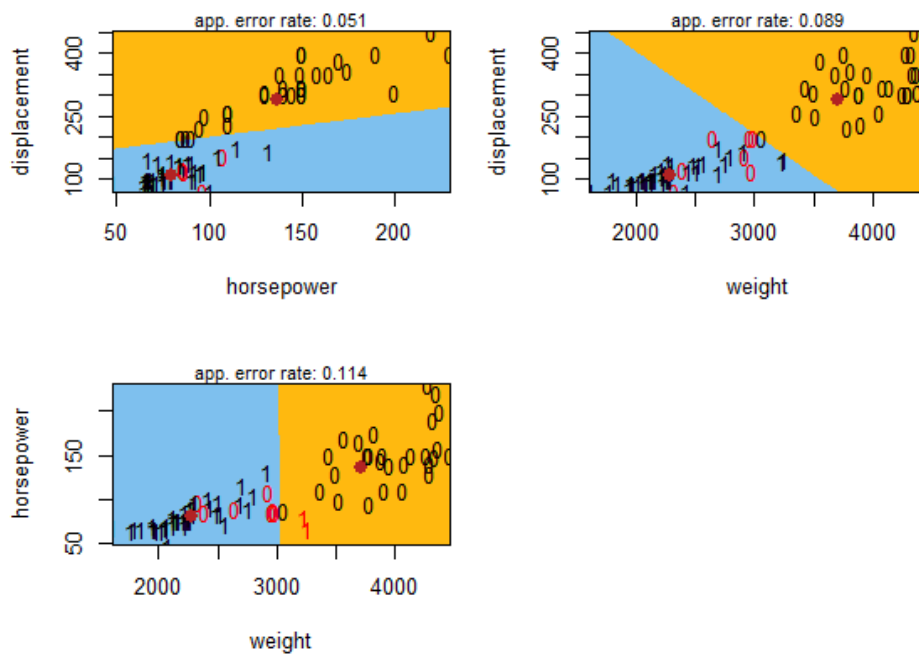 app. error rate: 0.051
displacement
100 250 400
50 100 150 200
horsepower
app. error rate: 0.089
displacement
100 250 400
2000 3000 4000
weight
app. error rate: 0.114
horsepower
50 150
2000 3000 4000
weight